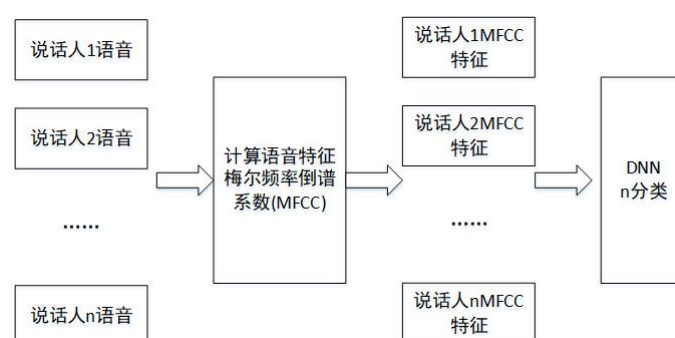 说话人1语音
说话人2语音
……
说话人n语音
计算语音特征
梅尔频率倒谱
系数(MFCC)
说话人1MFCC
特征
说话人2MFCC
特征
……
说话人nMFCC
特征
DNN
n分类